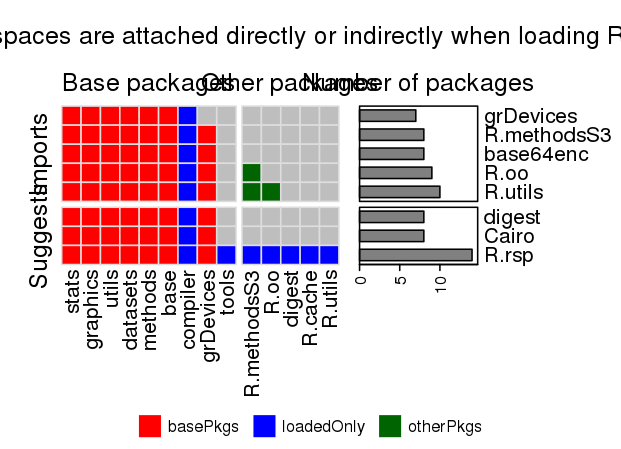 spaces are attached directly or indirectly when loading R
Base packages
Other packages
Number of packages
Imports
Suggests
grDevices
R.methodsS3
base64enc
R.oo
R.utils
digest
Cairo
R.rsp
0
5
10
stats
graphics
utils
datasets
methods
base
compiler
grDevices
tools
R.methodsS3
R.oo
digest
R.cache
R.utils
basePkgs
loadedOnly
otherPkgs